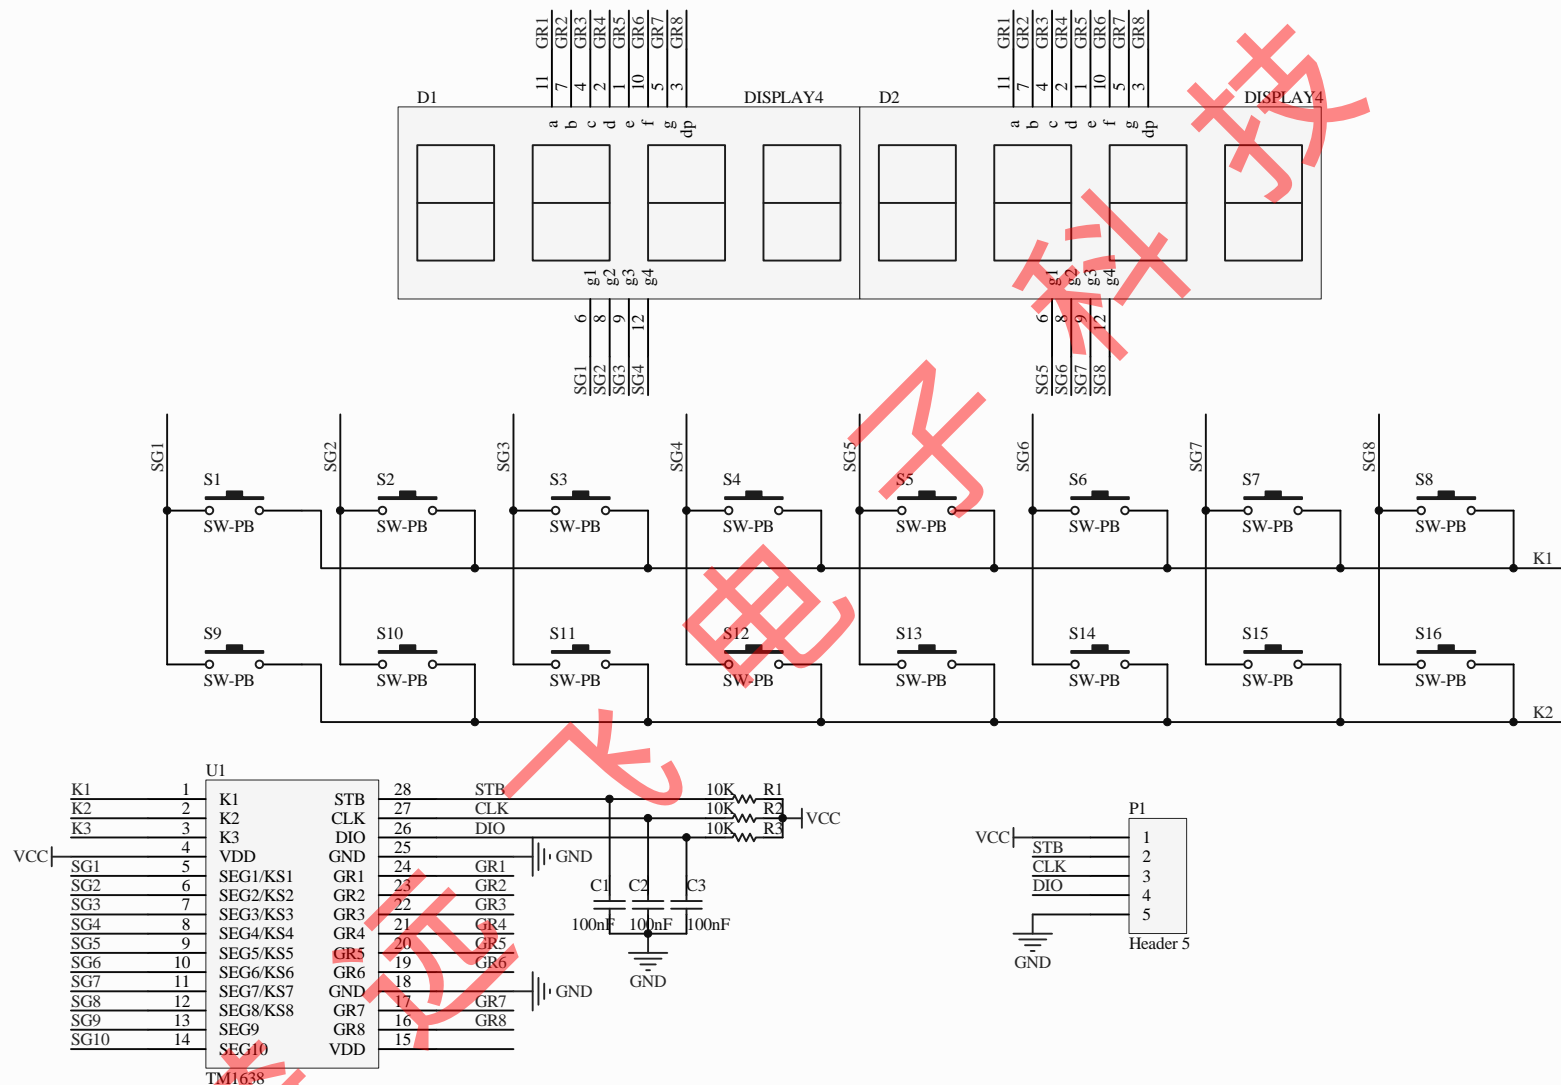 GR1 GR2 GR3 GR4 GR5 GR6 GR7 GR8 GR1 GR2 GR3 GR4 GR5 GR6 GR7 GR8
11 7 4 2 1 10 5 3 11 7 4 2 1 10 5 3
D1 DISPLAY4 D2 DISPLAY4
a b c d e f g dp a b c d e f g dp
g1 g2 g3 g4 g1 g2 g3 g4
6 8 9 12 6 8 9 12
SG1 SG2 SG3 SG4 SG5 SG6 SG7 SG8
SG1 SG2 SG3 SG4 SG5 SG6 SG7 SG8
S1 S2 S3 S4 S5 S6 S7 S8
SW-PB SW-PB SW-PB SW-PB SW-PB SW-PB SW-PB SW-PB
K1
S9 S10 S11 S12 S13 S14 S15 S16
SW-PB SW-PB SW-PB SW-PB SW-PB SW-PB SW-PB SW-PB
K2
U1
K1 1 K1 STB 28 STB 10K R1
K2 2 K2 CLK 27 CLK 10K R2 VCC
K3 3 K3 DIO 26 DIO 10K R3
VCC 4 VDD GND 25 GND
SG1 5 SEG1/KS1 GR1 24 GR1
SG2 6 SEG2/KS2 GR2 23 GR2
SG3 7 SEG3/KS3 GR3 22 GR3
SG4 8 SEG4/KS4 GR4 21 GR4
SG5 9 SEG5/KS5 GR5 20 GR5
SG6 10 SEG6/KS6 GR6 19 GR6
SG7 11 SEG7/KS7 GND 18 GND
SG8 12 SEG8/KS8 GR7 17 GR7
SG9 13 SEG9 GR8 16 GR8
SG10 14 SEG10 VDD 15
TM1638
C1 C2 C3
100nF 100nF 100nF
GND
P1
VCC 1
STB 2
CLK 3
DIO 4
5
Header 5
GND
远飞电子科技